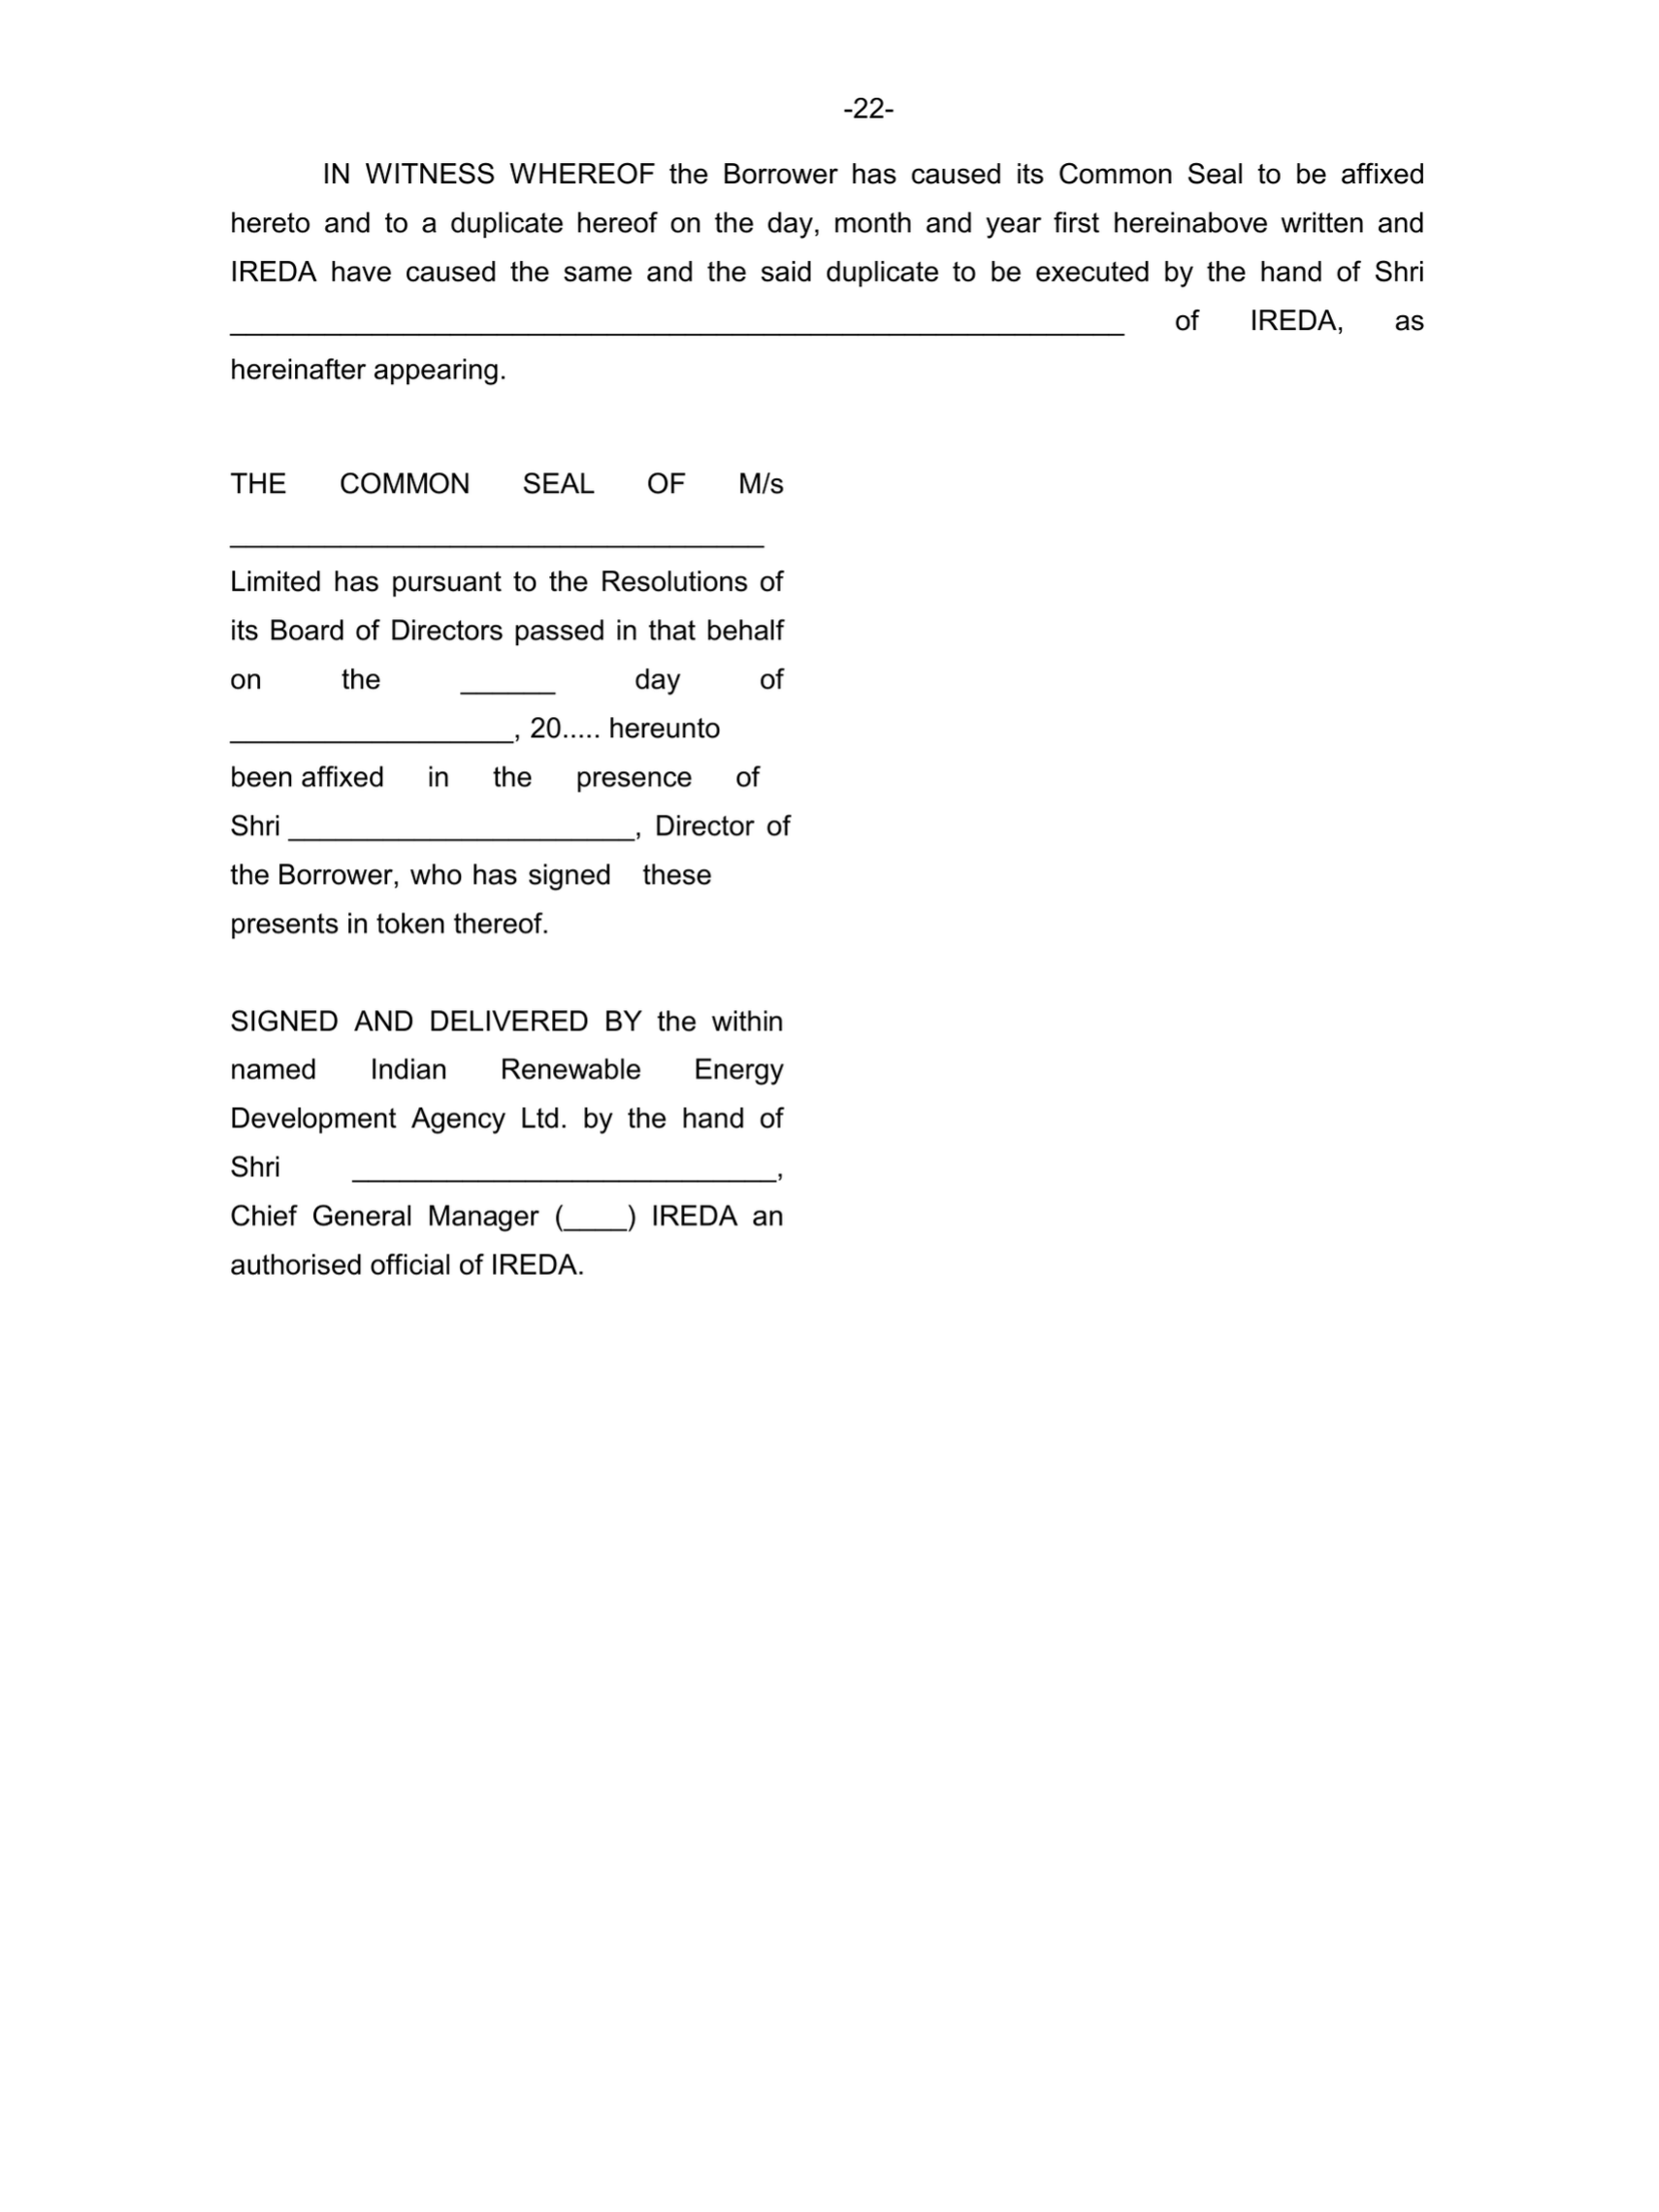 -22-
IN WITNESS WHEREOF the Borrower has caused its Common Seal to be affixed
hereto and to a duplicate hereof on the day, month and year first hereinabove written and
IREDA have caused the same and the said duplicate to be executed by the hand of Shri
_________________________________________________________ of IREDA, as
hereinafter appearing.
THE COMMON SEAL OF M/s
__________________________________
Limited has pursuant to the Resolutions of
its Board of Directors passed in that behalf
on the ______ day of
__________________, 20..... hereunto
been affixed in the presence of
Shri ______________________, Director of
the Borrower, who has signed these
presents in token thereof.
SIGNED AND DELIVERED BY the within
named Indian Renewable Energy
Development Agency Ltd. by the hand of
Shri ___________________________,
Chief General Manager (____) IREDA an
authorised official of IREDA.